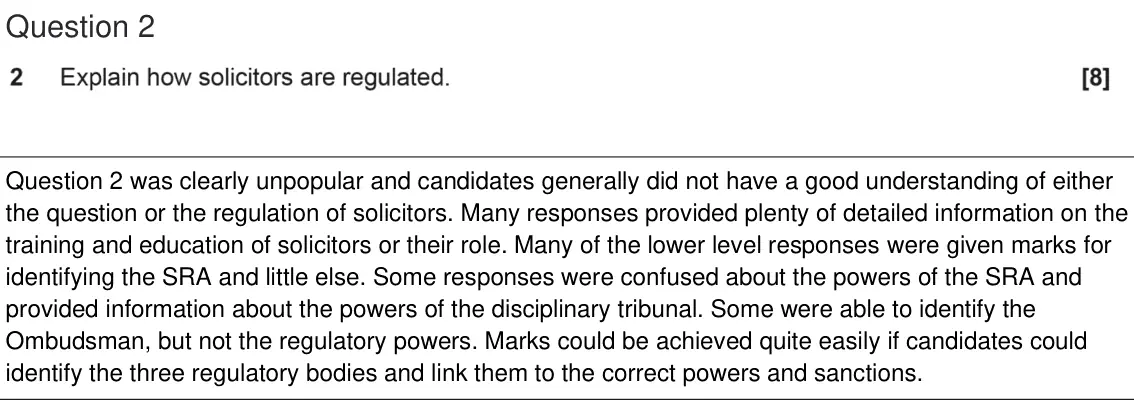 Question 2
2 Explain how solicitors are regulated. [8]
Question 2 was clearly unpopular and candidates generally did not have a good understanding of either
the question or the regulation of solicitors. Many responses provided plenty of detailed information on the
training and education of solicitors or their role. Many of the lower level responses were given marks for
identifying the SRA and little else. Some responses were confused about the powers of the SRA and
provided information about the powers of the disciplinary tribunal. Some were able to identify the
Ombudsman, but not the regulatory powers. Marks could be achieved quite easily if candidates could
identify the three regulatory bodies and link them to the correct powers and sanctions.